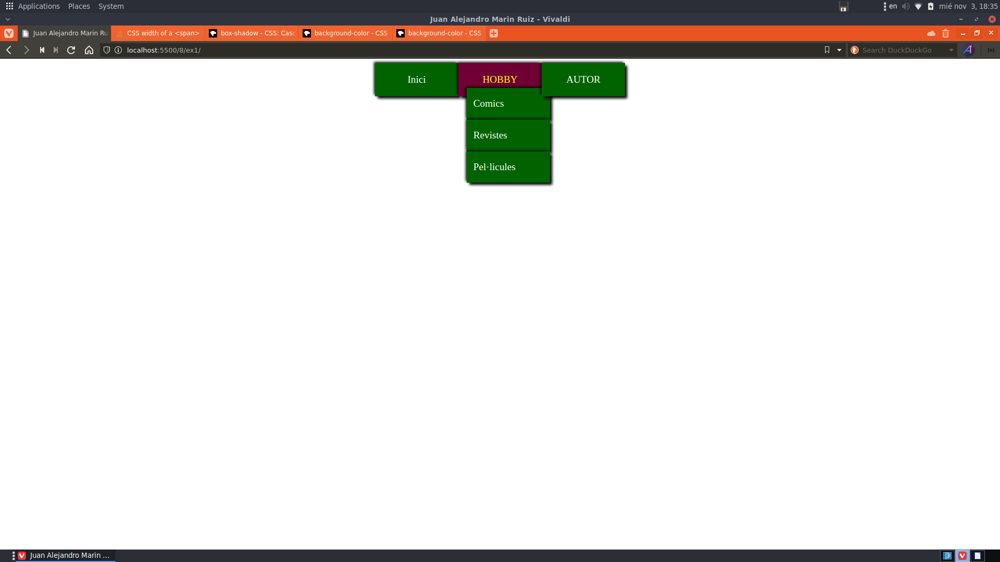 Applications Places System en mié nov 3, 18:35
Juan Alejandro Marin Ruiz - Vivaldi
Juan Alejandro Marin Ru CSS width of a <span> box-shadow - CSS: Casc background-color - CSS background-color - CSS
localhost:5500/8/ex1/ Search DuckDuckGo
Inici HOBBY AUTOR
Comics
Revistes
Pel·licules
Juan Alejandro Marin ...